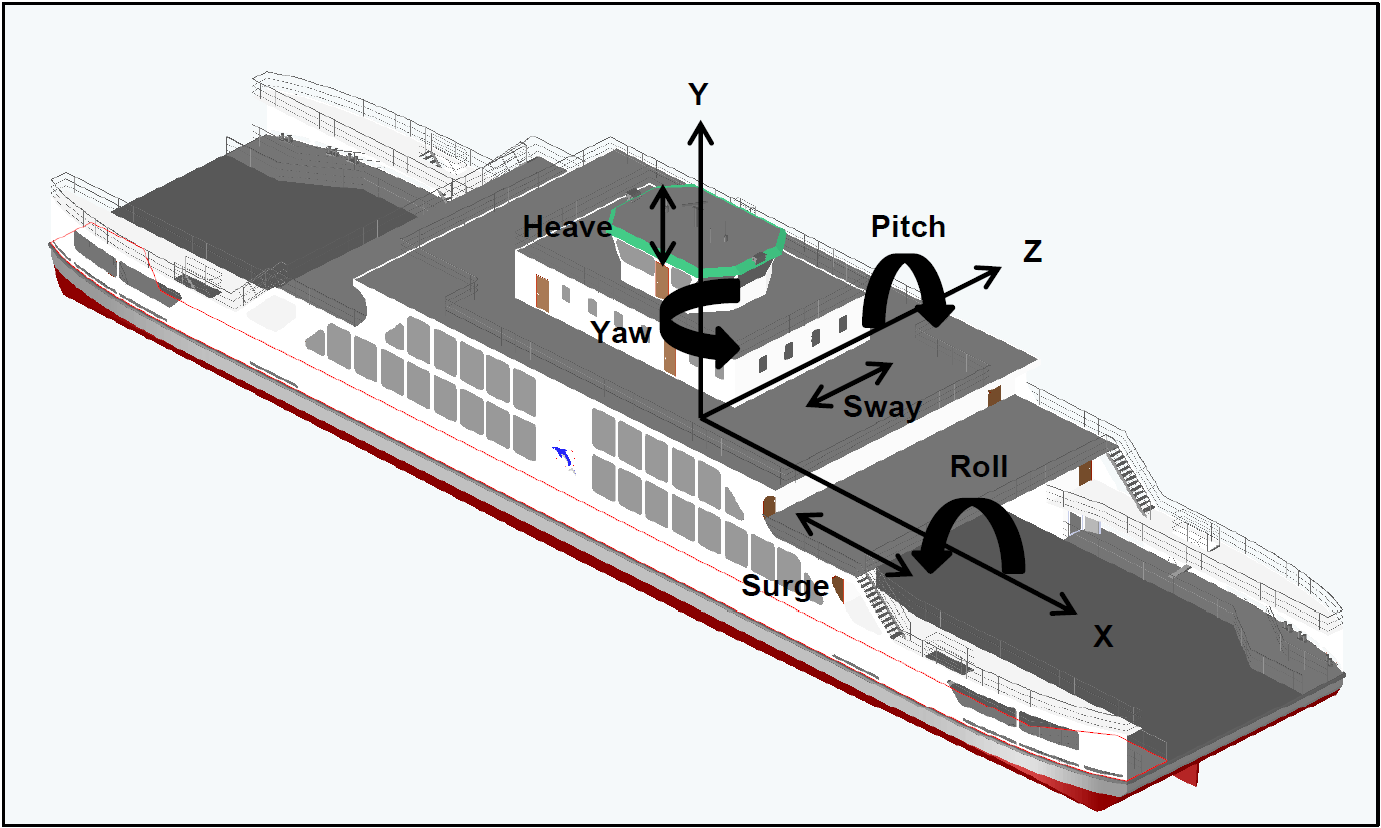 Y
Heave
Pitch
Z
Yaw
Sway
Roll
Surge
X